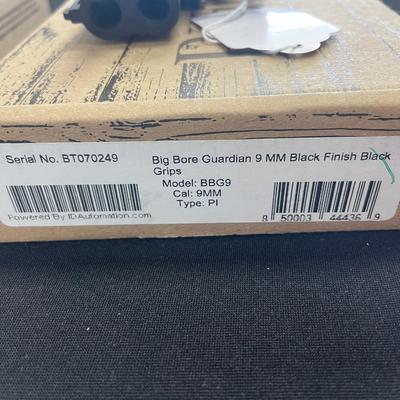 Serial No. BT070249
Powered By IDAutomation.com
Big Bore Guardian 9 MM Black Finish Black
Grips
Model: BBG9
Cal: 9MM
Type: PI
8 50003 44436 9